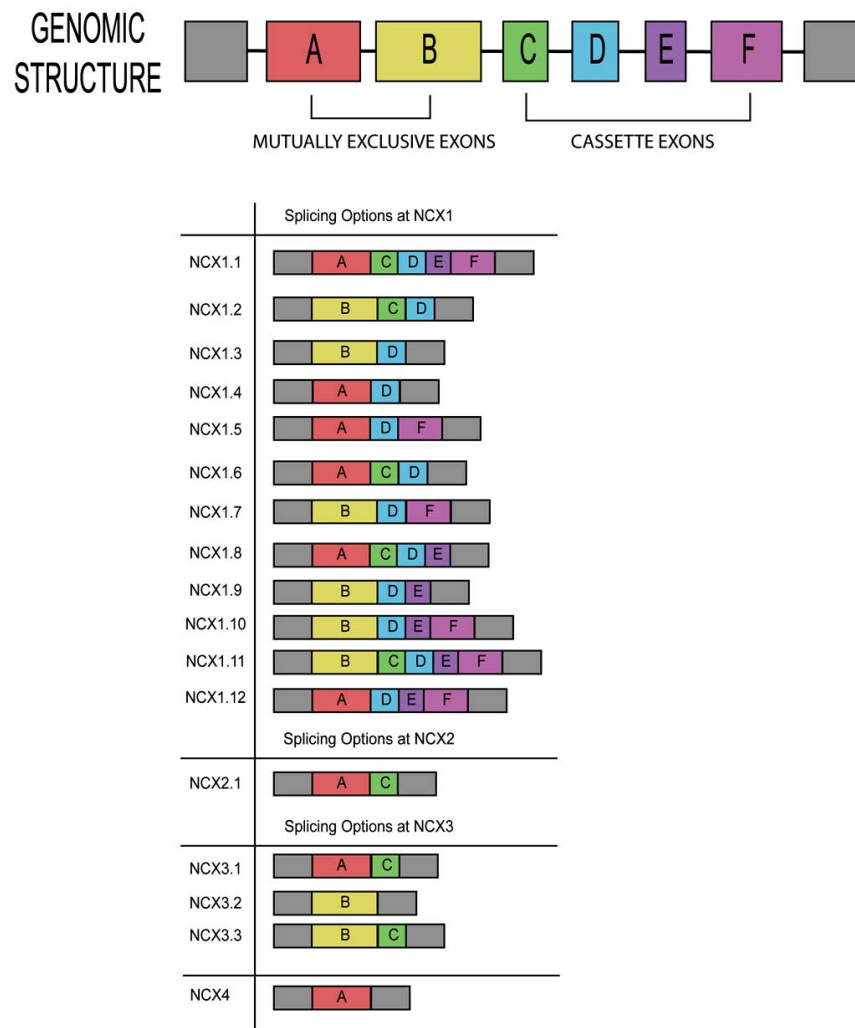 GENOMIC
STRUCTURE
A B C D E F
MUTUALLY EXCLUSIVE EXONS CASSETTE EXONS
Splicing Options at NCX1
NCX1.1 A C D E F
NCX1.2 B C D
NCX1.3 B D
NCX1.4 A D
NCX1.5 A D F
NCX1.6 A C D
NCX1.7 B D F
NCX1.8 A C D E
NCX1.9 B D E
NCX1.10 B D E F
NCX1.11 B C D E F
NCX1.12 A D E F
Splicing Options at NCX2
NCX2.1 A C
Splicing Options at NCX3
NCX3.1 A C
NCX3.2 B
NCX3.3 B C
NCX4 A